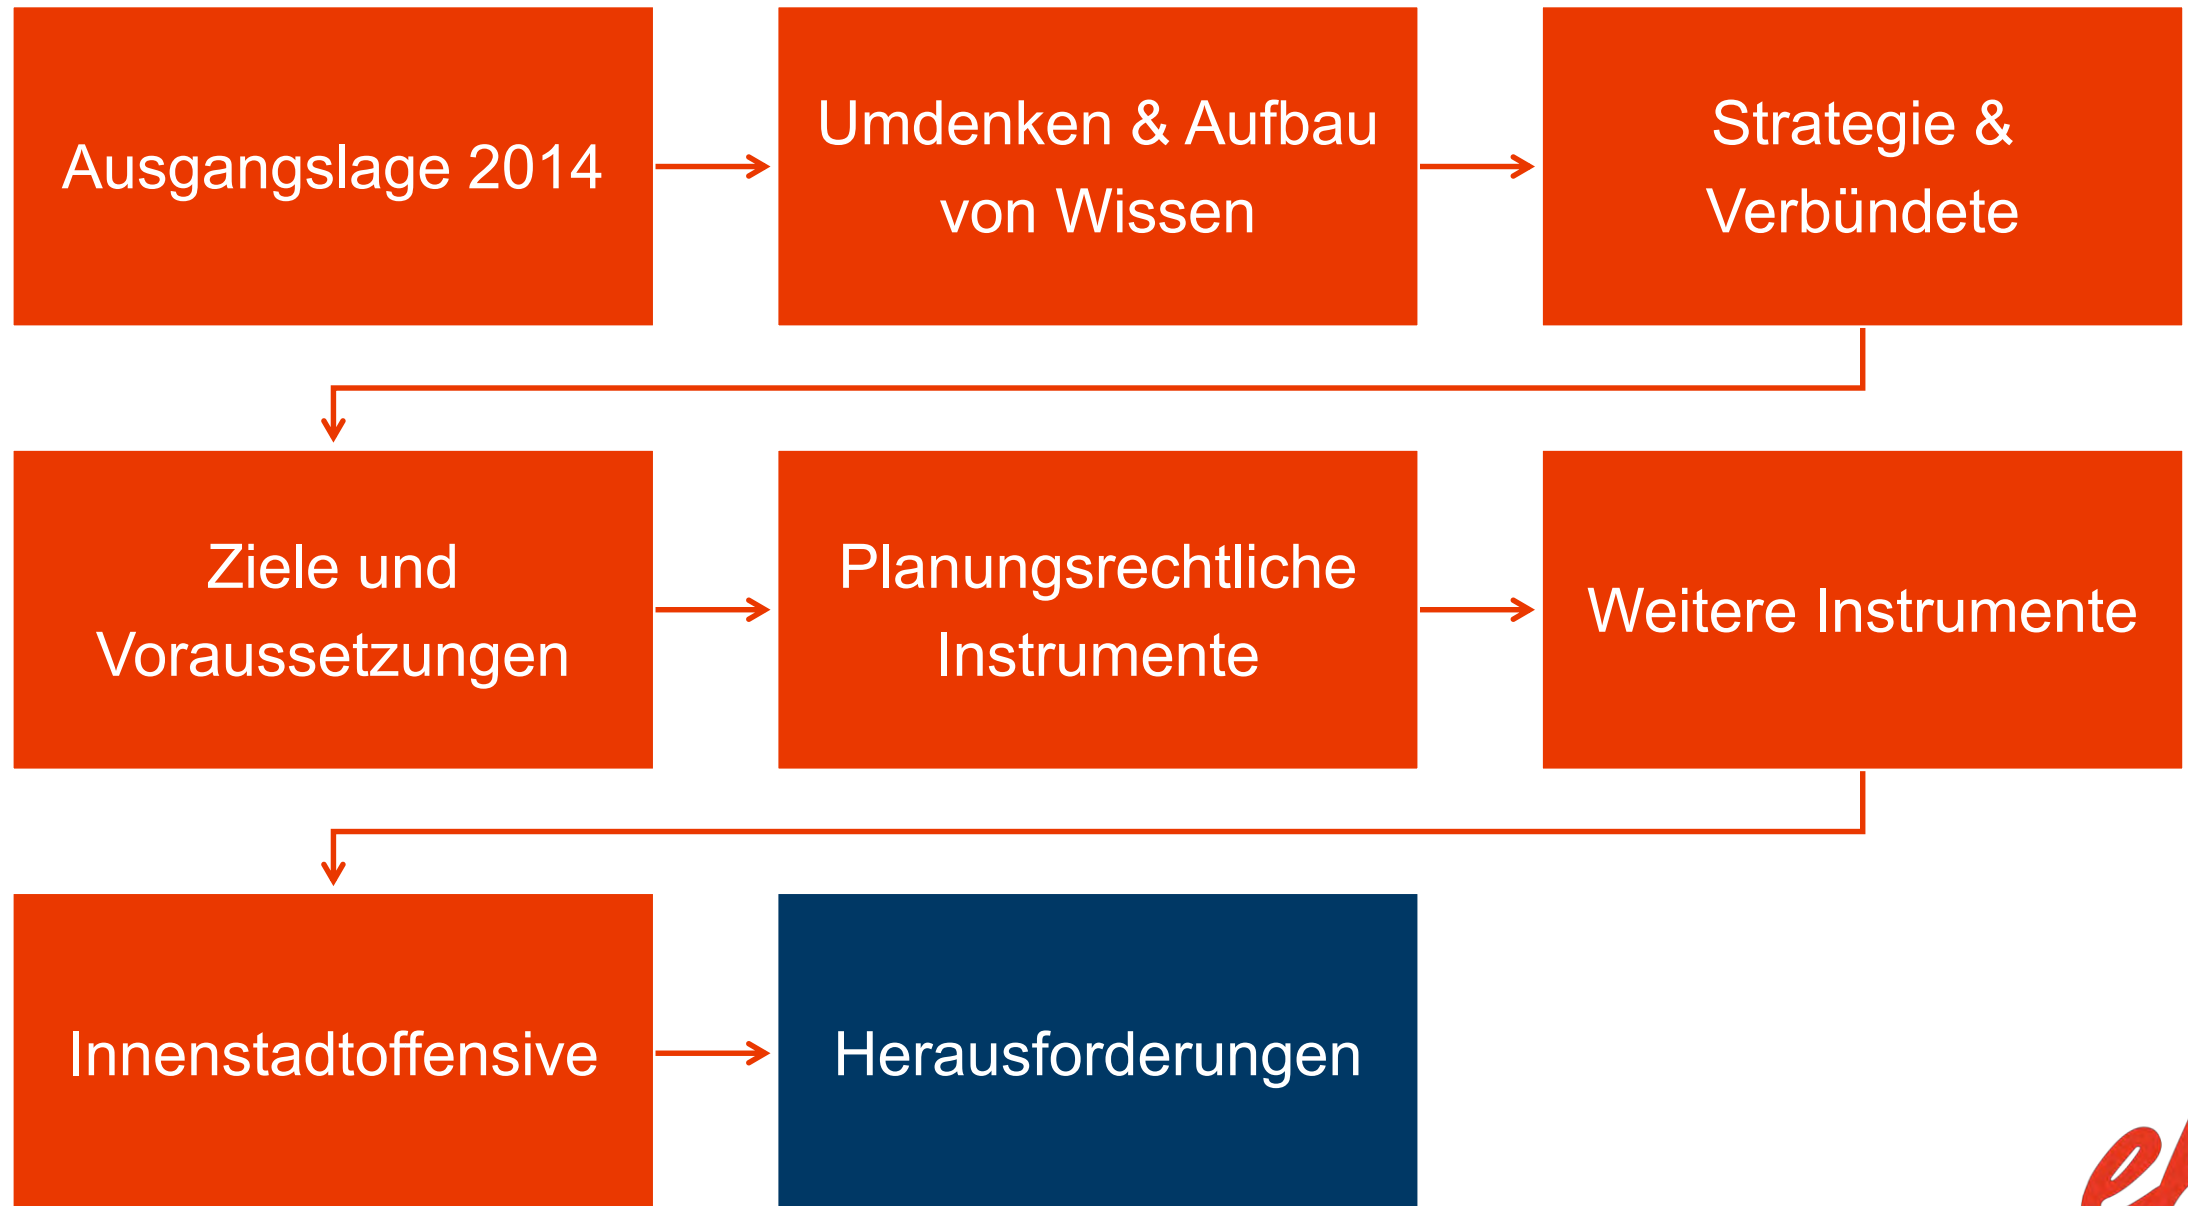 Ausgangslage 2014
Umdenken & Aufbau
von Wissen
Strategie &
Verbündete
Ziele und
Voraussetzungen
Planungsrechtliche
Instrumente
Weitere Instrumente
Innenstadtoffensive
Herausforderungen